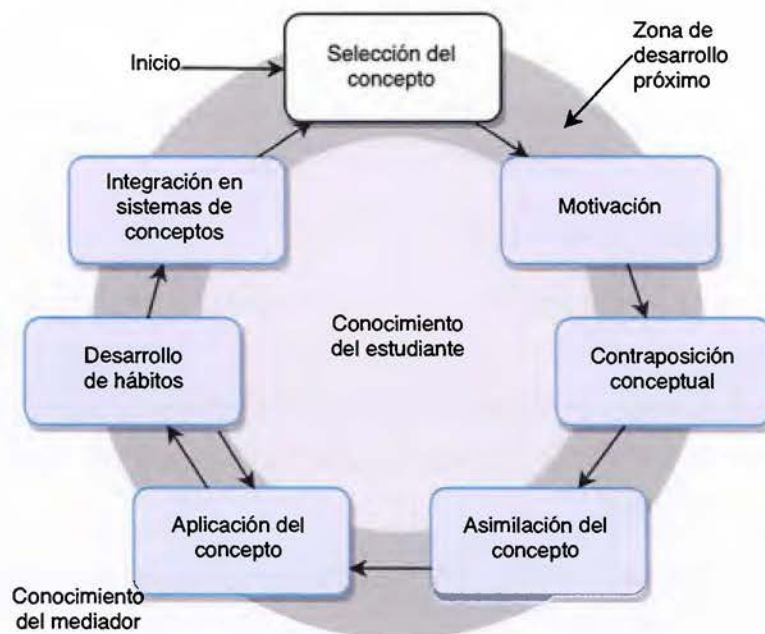 Inicio
Selección del
concepto
Zona de
desarrollo
próximo
Motivación
Contraposición
conceptual
Asimilación del
concepto
Aplicación del
concepto
Desarrollo
de hábitos
Integración en
sistemas de
conceptos
Conocimiento
del estudiante
Conocimiento
del mediador